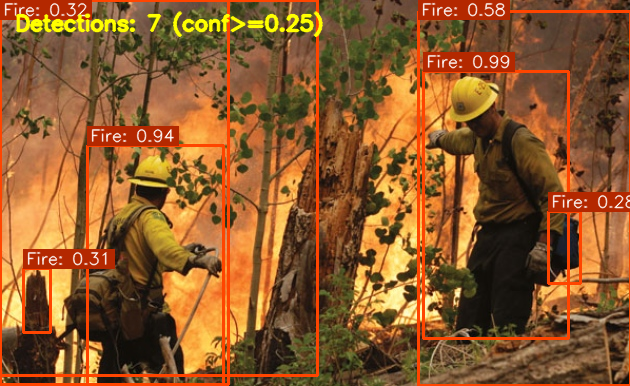 Fire: 0.32
Detections: 7 (conf>=0.25)
Fire: 0.58
Fire: 0.99
Fire: 0.94
Fire: 0.28
Fire: 0.31